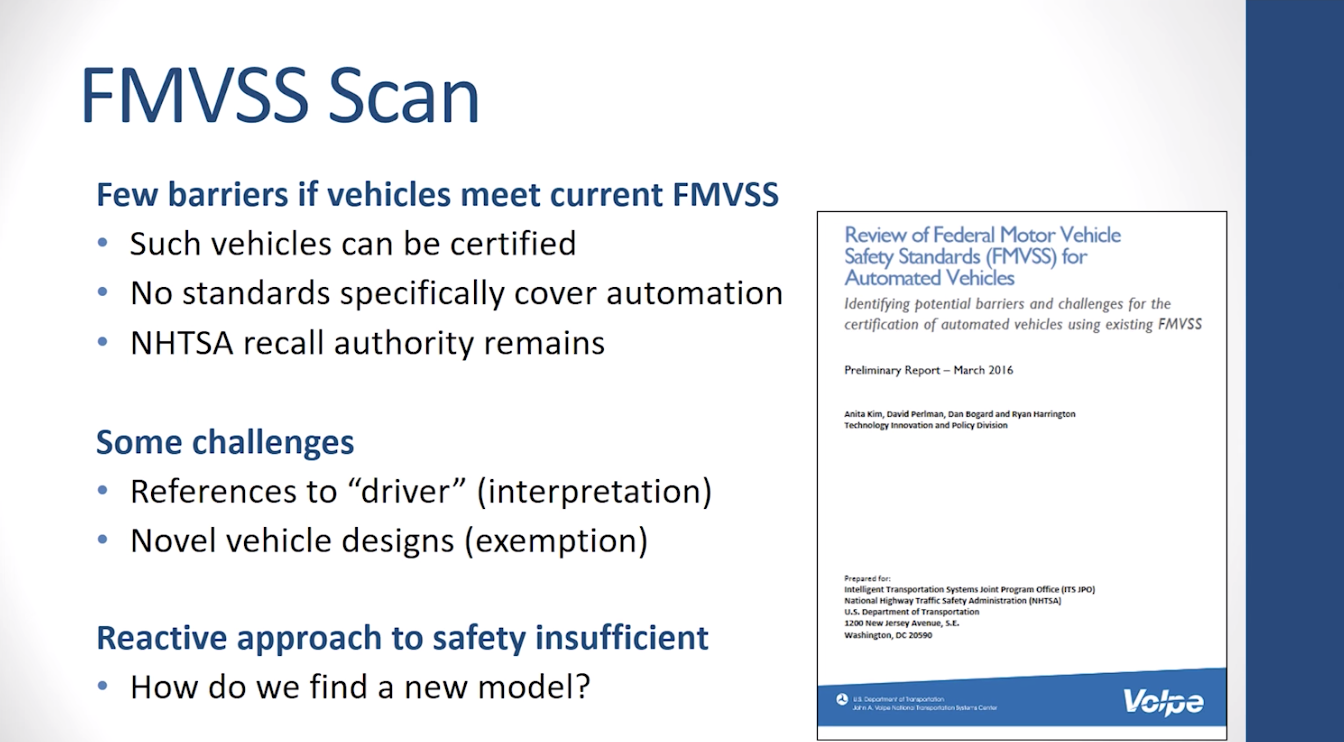 FMVSS Scan
Few barriers if vehicles meet current FMVSS
• Such vehicles can be certified
• No standards specifically cover automation
• NHTSA recall authority remains
Some challenges
• References to “driver” (interpretation)
• Novel vehicle designs (exemption)
Reactive approach to safety insufficient
• How do we find a new model?
Review of Federal Motor Vehicle
Safety Standards (FMVSS) for
Automated Vehicles
Identifying potential barriers and challenges for the
certification of automated vehicles using existing FMVSS
Preliminary Report – March 2016
Anita Kim, David Perlman, Dan Bogard and Ryan Harrington
Technology Innovation and Policy Division
Prepared for:
Intelligent Transportation Systems Joint Program Office (ITS JPO)
National Highway Traffic Safety Administration (NHTSA)
U.S. Department of Transportation
1200 New Jersey Avenue, S.E.
Washington, DC 20590
U.S. Department of Transportation
John A. Volpe National Transportation Systems Center
Volpe